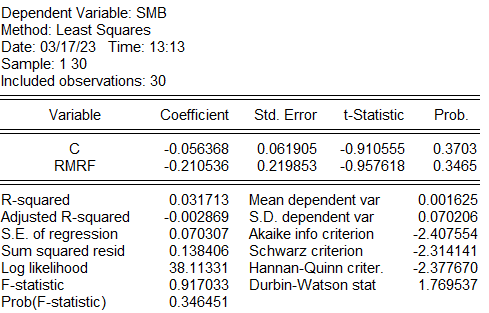 Dependent Variable: SMB
Method: Least Squares
Date: 03/17/23 Time: 13:13
Sample: 1 30
Included observations: 30
Variable Coefficient Std. Error t-Statistic Prob.
C -0.056368 0.061905 -0.910555 0.3703
RMRF -0.210536 0.219853 -0.957618 0.3465
R-squared 0.031713 Mean dependent var 0.001625
Adjusted R-squared -0.002869 S.D. dependent var 0.070206
S.E. of regression 0.070307 Akaike info criterion -2.407554
Sum squared resid 0.138406 Schwarz criterion -2.314141
Log likelihood 38.11331 Hannan-Quinn criter. -2.377670
F-statistic 0.917033 Durbin-Watson stat 1.769537
Prob(F-statistic) 0.346451